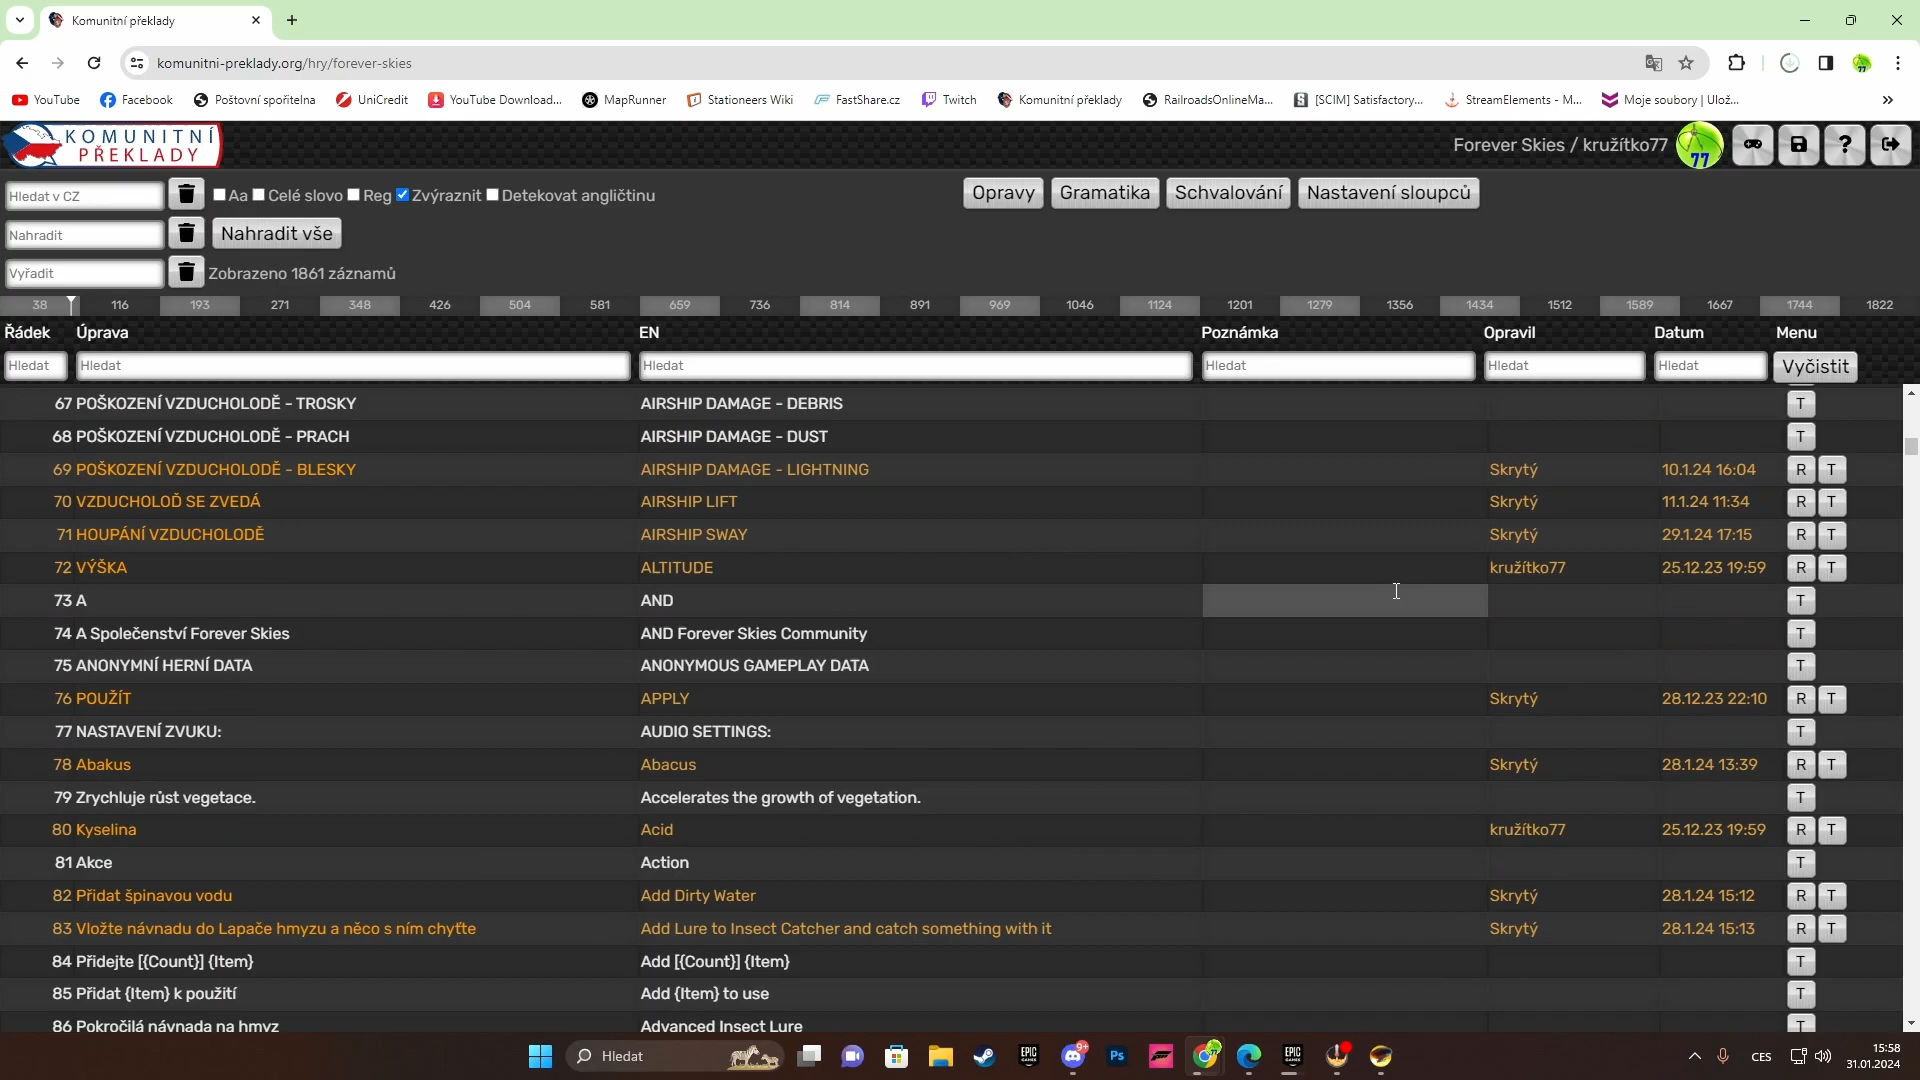 Komunitní překlady
komunitni-preklady.org/hry/forever-skies
YouTube Facebook Poštovní spořitelna UniCredit YouTube Download... MapRunner Stationeers Wiki FastShare.cz Twitch Komunitní překlady RailroadsOnlineMa... [SCIM] Satisfactory... StreamElements - M... Moje soubory | Ulož... »
KOMUNITNÍ
PŘEKLADY
Forever Skies / kružítko77 77 ?
Hledat v CZ Aa Celé slovo Reg Zvýraznit Detekovat angličtinu Opravy Gramatika Schvalování Nastavení sloupců
Nahradit Nahradit vše
Vyřadit Zobrazeno 1861 záznamů
38 116 193 271 348 426 504 581 659 736 814 891 969 1046 1124 1201 1279 1356 1434 1512 1589 1667 1744 1822
Řádek Úprava EN Poznámka Opravil Datum Menu
Hledat Hledat Hledat Hledat Hledat Hledat Vyčistit
67 POŠKOZENÍ VZDUCHOLODĚ - TROSKY AIRSHIP DAMAGE - DEBRIS T
68 POŠKOZENÍ VZDUCHOLODĚ - PRACH AIRSHIP DAMAGE - DUST T
69 POŠKOZENÍ VZDUCHOLODĚ - BLESKY AIRSHIP DAMAGE - LIGHTNING Skrytý 10.1.24 16:04 R T
70 VZDUCHOLOĎ SE ZVEDÁ AIRSHIP LIFT Skrytý 11.1.24 11:34 R T
71 HOUPÁNÍ VZDUCHOLODĚ AIRSHIP SWAY Skrytý 29.1.24 17:15 R T
72 VÝŠKA ALTITUDE kružítko77 25.12.23 19:59 R T
73 A AND T
74 A Společenství Forever Skies AND Forever Skies Community T
75 ANONYMNÍ HERNÍ DATA ANONYMOUS GAMEPLAY DATA T
76 POUŽÍT APPLY Skrytý 28.12.23 22:10 R T
77 NASTAVENÍ ZVUKU: AUDIO SETTINGS: T
78 Abakus Abacus Skrytý 28.1.24 13:39 R T
79 Zrychluje růst vegetace. Accelerates the growth of vegetation. T
80 Kyselina Acid kružítko77 25.12.23 19:59 R T
81 Akce Action T
82 Přidat špinavou vodu Add Dirty Water Skrytý 28.1.24 15:12 R T
83 Vložte návnadu do Lapače hmyzu a něco s ním chyťte Add Lure to Insect Catcher and catch something with it Skrytý 28.1.24 15:13 R T
84 Přidejte [{Count}] {Item} Add [{Count}] {Item} T
85 Přidat {Item} k použití Add {Item} to use T
86 Pokročilá návnada na hmyz Advanced Insect Lure T
Hledat EPIC GAMES 9+ Ps EPIC GAMES CES 15:58
31.01.2024